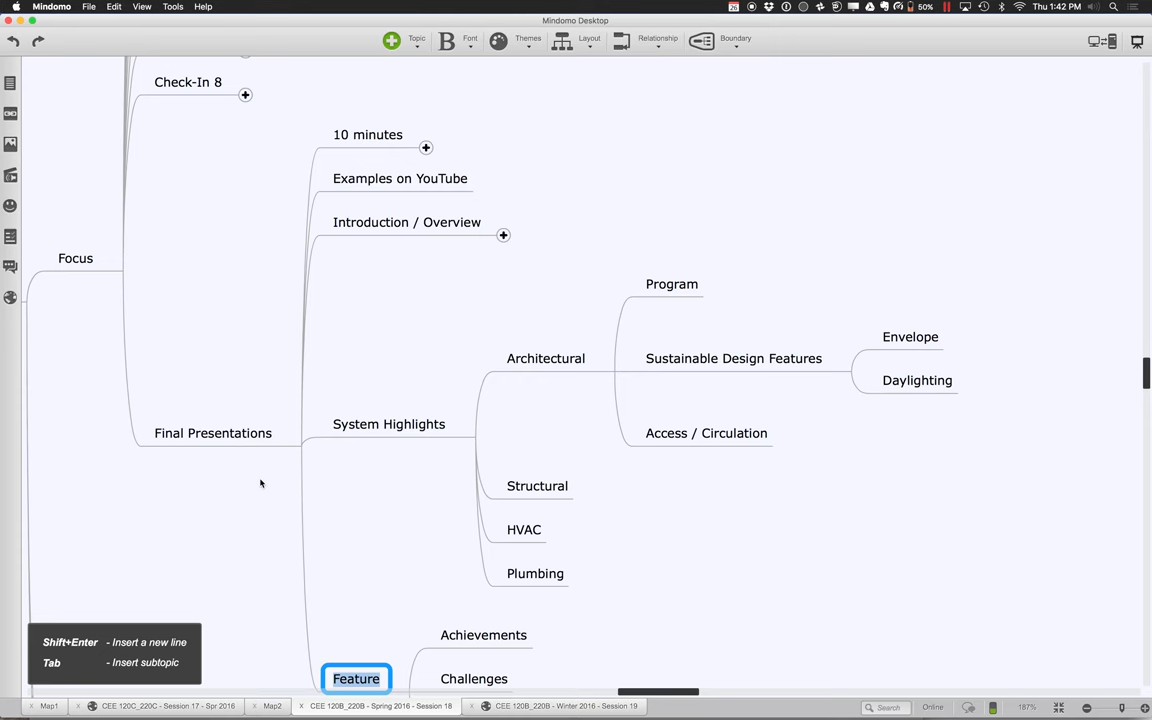 Mindomo File Edit View Tools Help
26 50% Thu 1:42 PM
Mindomo Desktop
Topic Font Themes Layout Relationship Boundary
Check-In 8
10 minutes
Examples on YouTube
Introduction / Overview
Focus
Program
Envelope
Architectural
Sustainable Design Features
Daylighting
System Highlights
Final Presentations
Access / Circulation
Structural
HVAC
Plumbing
Shift+Enter - Insert a new line
Tab - Insert subtopic
Achievements
Feature
Challenges
Map1 CEE 120C_220C - Session 17 - Spr 2016 Map2 CEE 120B_220B - Spring 2016 - Session 18 CEE 120B_220B - Winter 2016 - Session 19 Search Online 187%